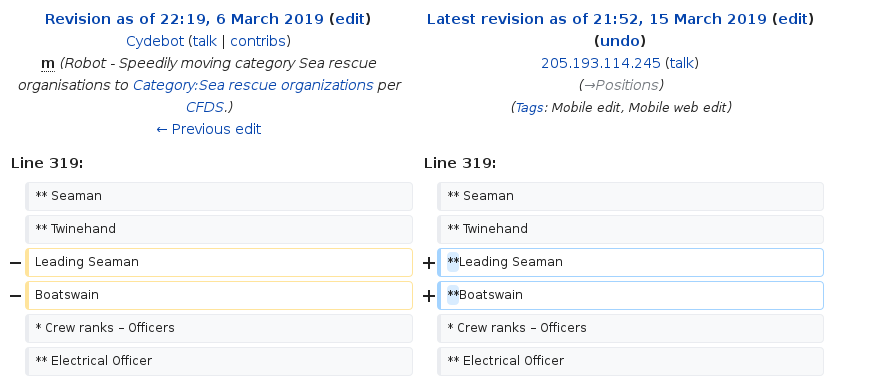 Revision as of 22:19, 6 March 2019 (edit)
Cydebot (talk | contribs)
m (Robot - Speedily moving category Sea rescue
organisations to Category:Sea rescue organizations per
CFDS.)
← Previous edit
Latest revision as of 21:52, 15 March 2019 (edit)
(undo)
205.193.114.245 (talk)
(→Positions)
(Tags: Mobile edit, Mobile web edit)
Line 319:
Line 319:
** Seaman
** Seaman
** Twinehand
** Twinehand
− Leading Seaman
+ **Leading Seaman
− Boatswain
+ **Boatswain
* Crew ranks – Officers
* Crew ranks – Officers
** Electrical Officer
** Electrical Officer